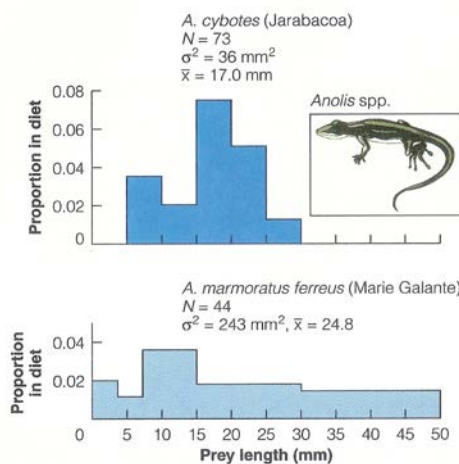 A. cybotes (Jarabacoa)
N = 73
σ² = 36 mm²
x̄ = 17.0 mm
Anolis spp.
Proportion in diet
0.08
0.06
0.04
0.02
0
A. marmoratus ferreus (Marie Galante)
N = 44
σ² = 243 mm², x̄ = 24.8
Proportion
in diet
0.04
0.02
0 5 10 15 20 25 30 35 40 45 50
Prey length (mm)